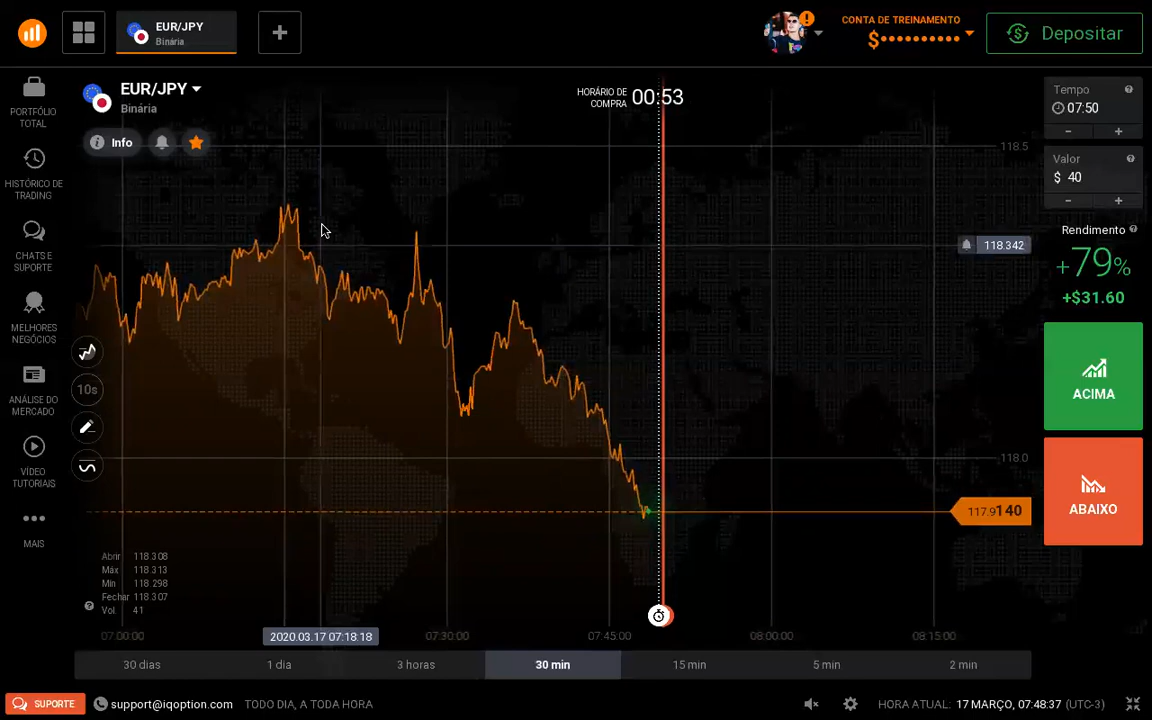 EUR/JPY
Binária
CONTA DE TREINAMENTO
$••••••••••
Depositar
PORTFÓLIO
TOTAL
HISTÓRICO DE
TRADING
CHATS E
SUPORTE
MELHORES
NEGÓCIOS
ANÁLISE DO
MERCADO
VÍDEO
TUTORIAIS
MAIS
EUR/JPY
Binária
Info
10s
HORÁRIO DE
COMPRA
00:53
118.5
118.342
118.0
117.9140
Abrir 118.308
Máx 118.313
Mín 118.298
Fechar 118.307
Vol. 41
07:00:00
2020.03.17 07:18:18
07:30:00
07:45:00
08:00:00
08:15:00
30 dias
1 dia
3 horas
30 min
15 min
5 min
2 min
Tempo
07:50
- +
Valor
$ 40
- +
Rendimento
+79%
+$31.60
ACIMA
ABAIXO
SUPORTE
support@iqoption.com
TODO DIA, A TODA HORA
HORA ATUAL: 17 MARÇO, 07:48:37 (UTC-3)